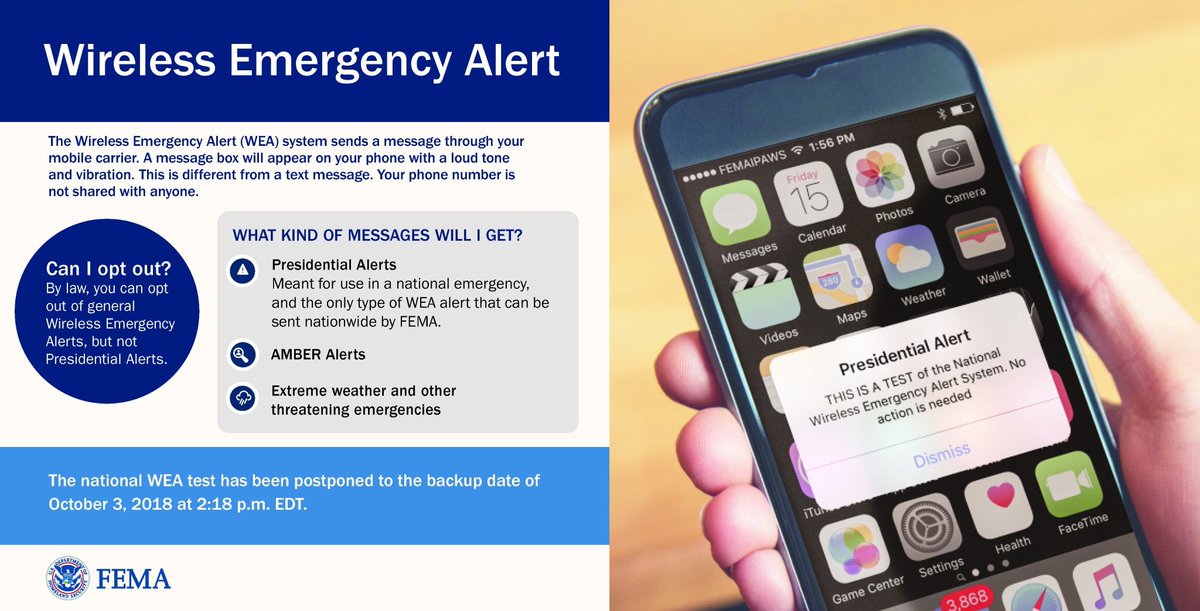 Wireless Emergency Alert
The Wireless Emergency Alert (WEA) system sends a message through your
mobile carrier. A message box will appear on your phone with a loud tone
and vibration. This is different from a text message. Your phone number is
not shared with anyone.
Can I opt out?
By law, you can opt
out of general
Wireless Emergency
Alerts, but not
Presidential Alerts.
WHAT KIND OF MESSAGES WILL I GET?
Presidential Alerts
Meant for use in a national emergency,
and the only type of WEA alert that can be
sent nationwide by FEMA.
AMBER Alerts
Extreme weather and other
threatening emergencies
The national WEA test has been postponed to the backup date of
October 3, 2018 at 2:18 p.m. EDT.
FEMA
FEMAIPAWS 1:56 PM
Messages
Friday
15
Calendar
Photos
Camera
Videos
280
Maps
Weather
Wallet
Presidential Alert
THIS IS A TEST of the National
Wireless Emergency Alert System. No
action is needed
Dismiss
Game Center
Settings
Health
FaceTime
3,868